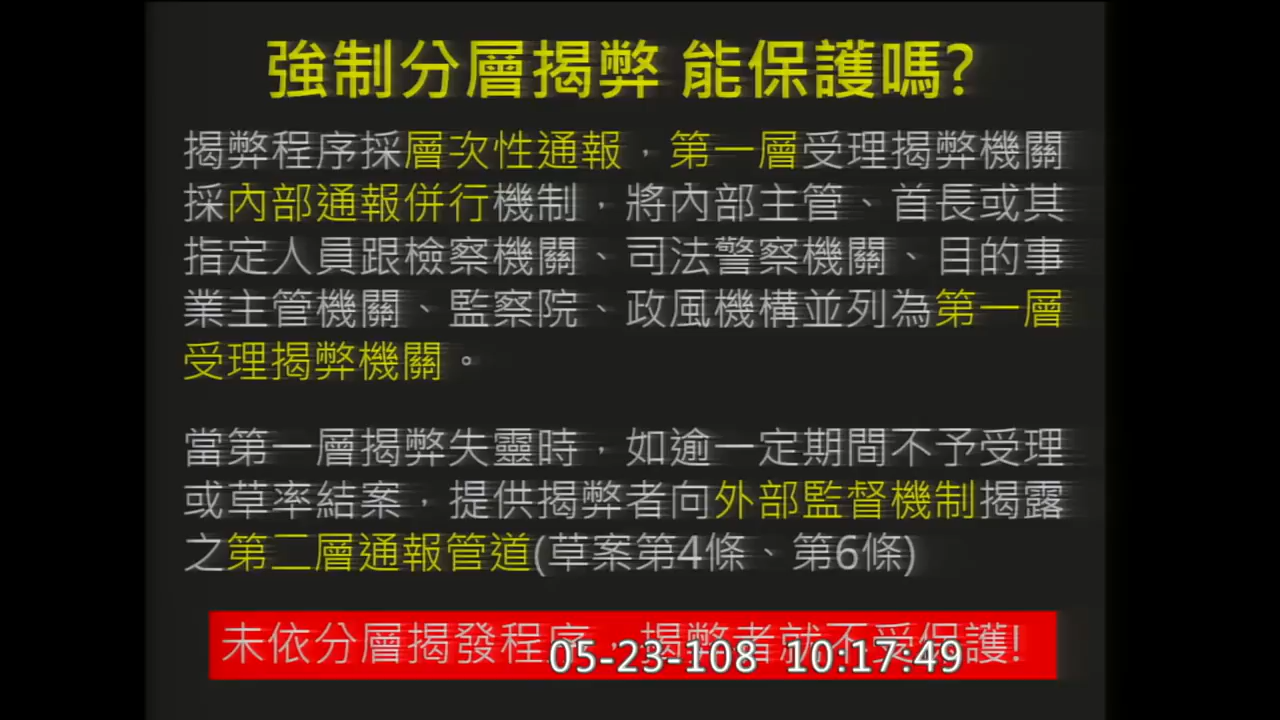 強制分層揭弊 能保護嗎?
揭弊程序採層次性通報，第一層受理揭弊機關
採內部通報併行機制，將內部主管、首長或其
指定人員跟檢察機關、司法警察機關、目的事
業主管機關、監察院、政風機構並列為第一層
受理揭弊機關。
當第一層揭弊失靈時，如逾一定期間不予受理
或草率結案，提供揭弊者向外部監督機制揭露
之第二層通報管道(草案第4條、第6條)
未依分層揭發程序，揭弊者就不受保護!
05-23-108 10:17:49